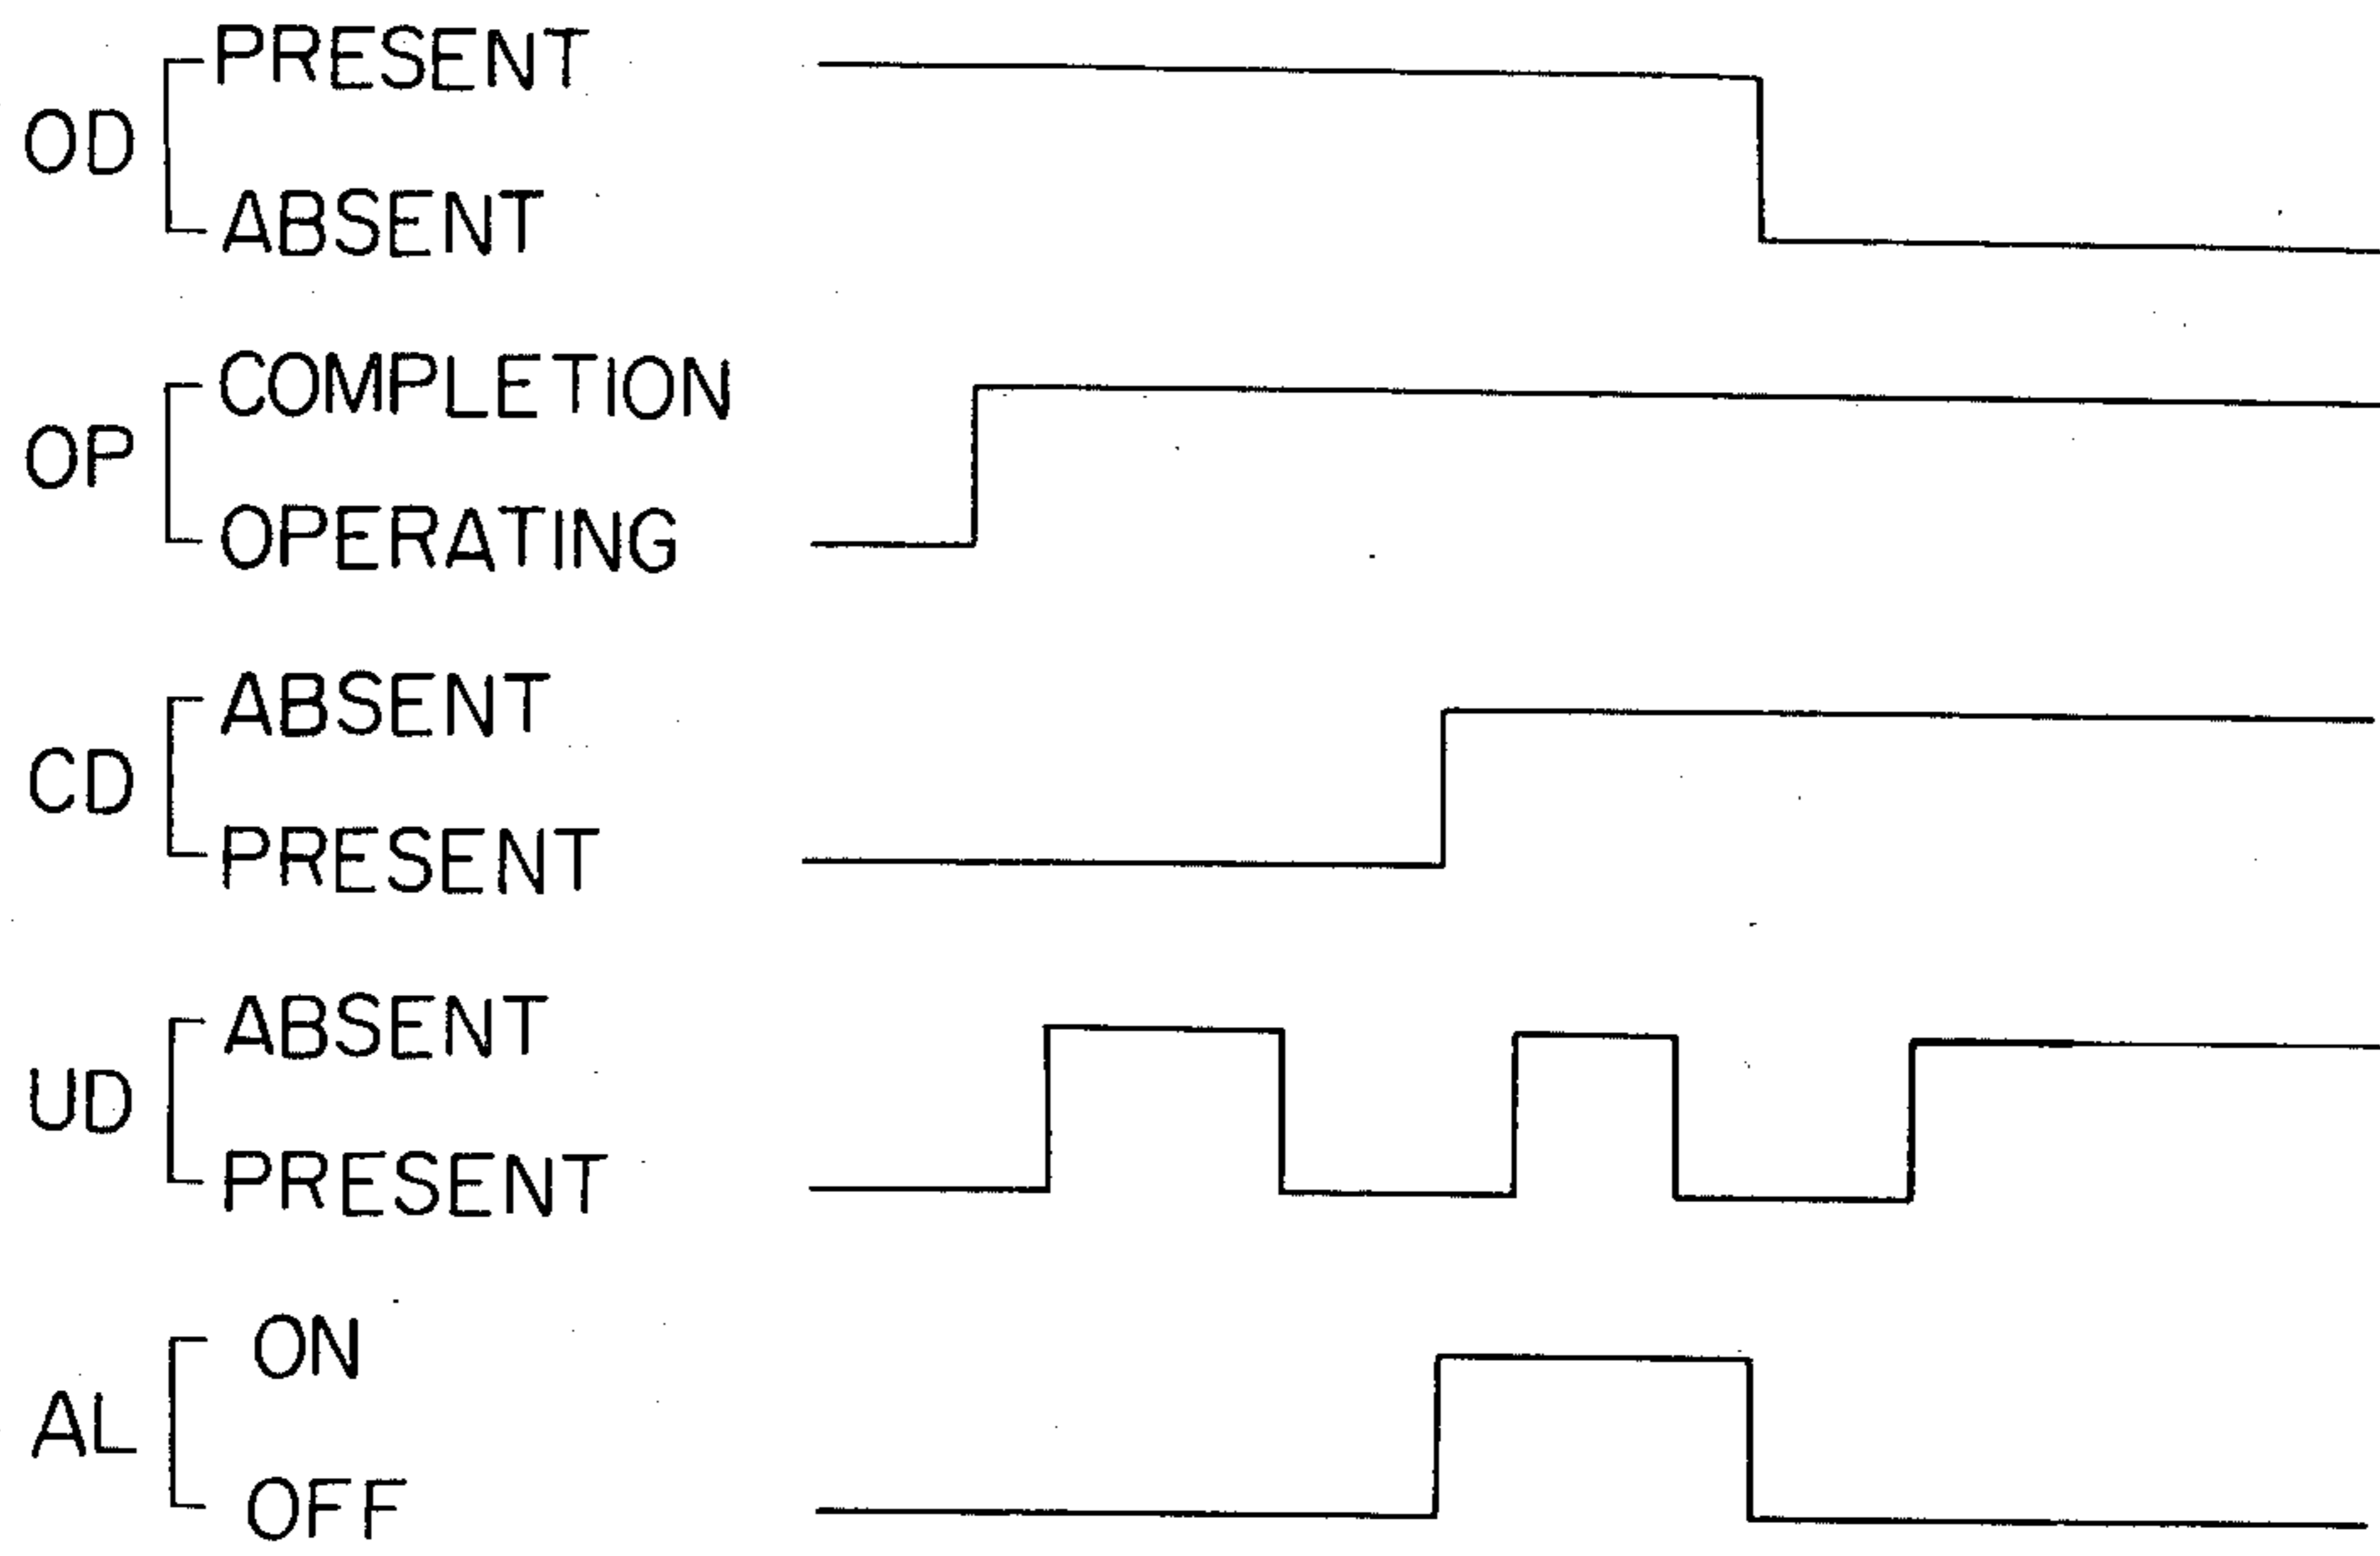 PRESENT
OD
ABSENT
COMPLETION
OP
OPERATING
ABSENT
CD
PRESENT
ABSENT
UD
PRESENT
ON
AL
OFF